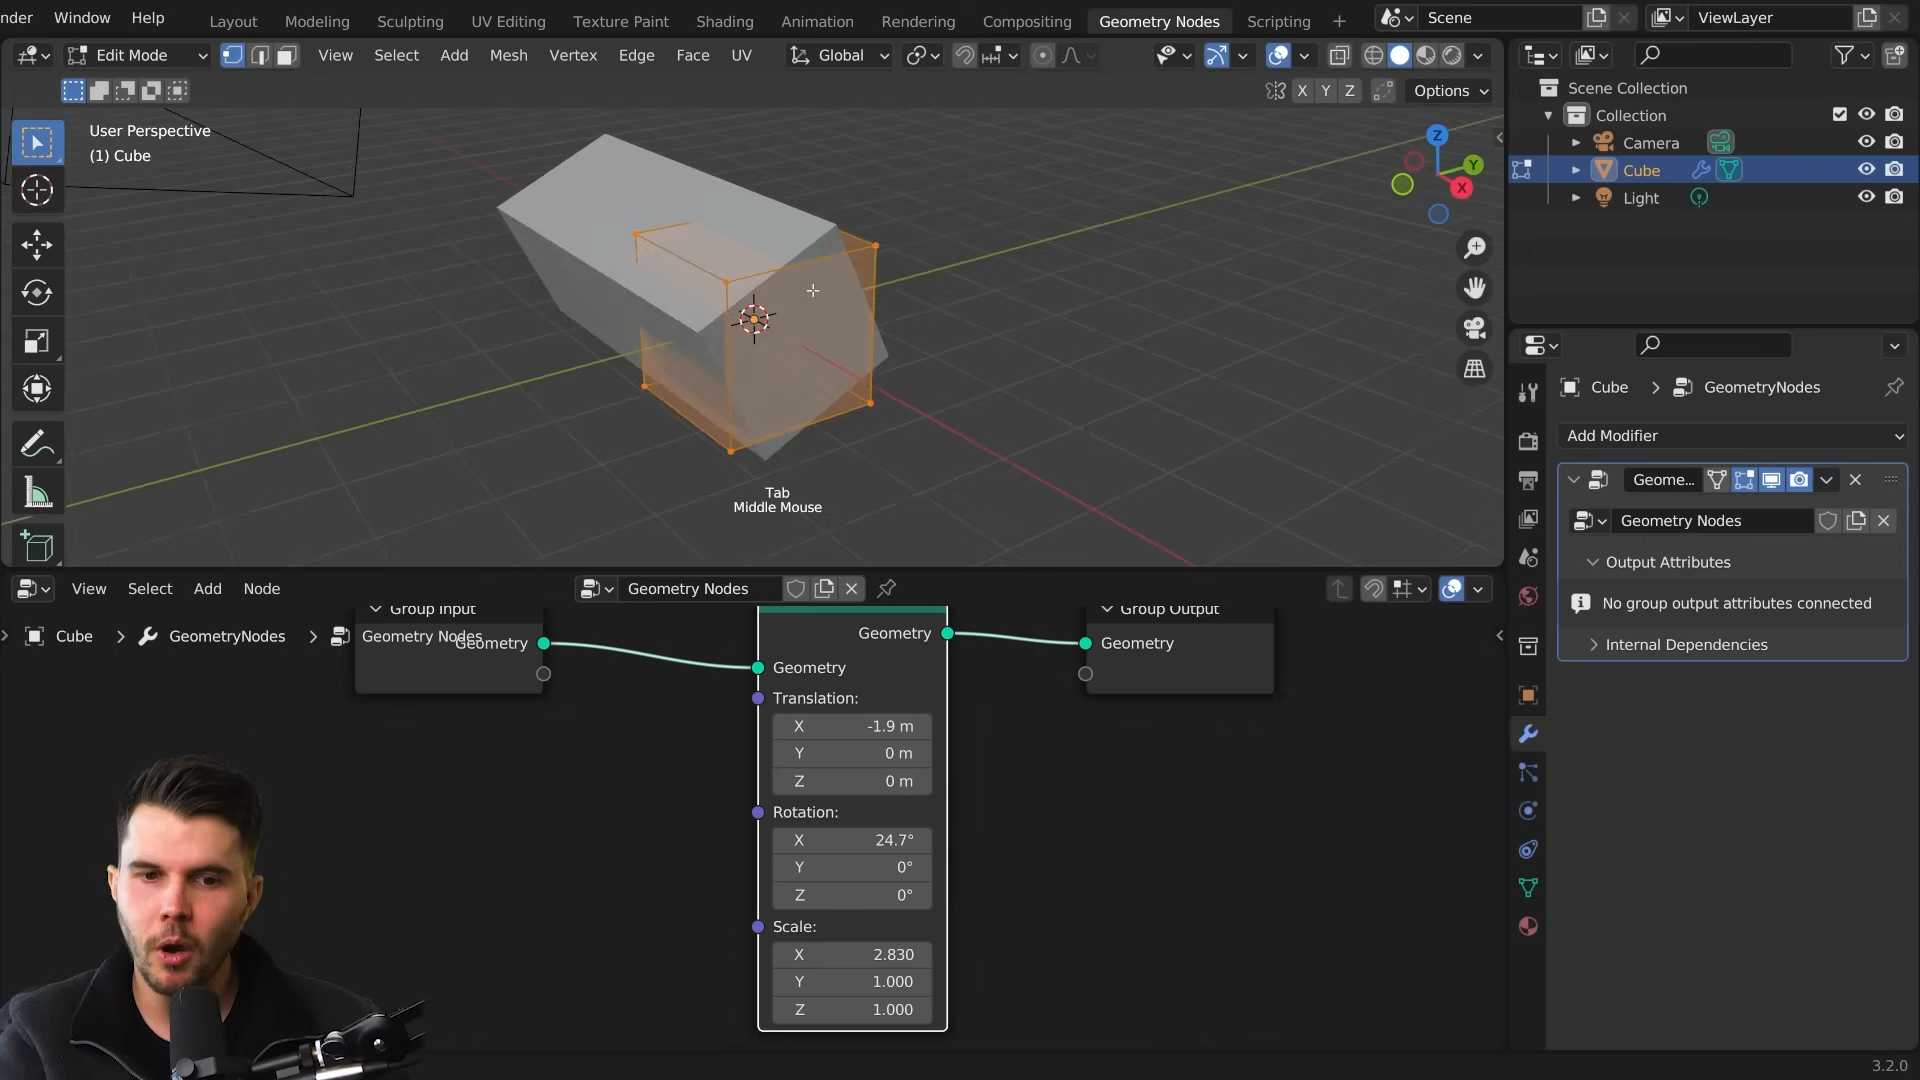 nder Window Help Layout Modeling Sculpting UV Editing Texture Paint Shading Animation Rendering Compositing Geometry Nodes Scripting + Scene ViewLayer
Edit Mode View Select Add Mesh Vertex Edge Face UV Global
X Y Z Options
User Perspective
(1) Cube
Z
Y
X
Tab
Middle Mouse
Scene Collection
Collection
Camera
Cube
Light
Cube > GeometryNodes
Add Modifier
Geome...
Geometry Nodes
Output Attributes
No group output attributes connected
Internal Dependencies
View Select Add Node Geometry Nodes
Cube > GeometryNodes > Geometry Nodes
Group Input
Geometry
Geometry
Geometry
Translation:
X -1.9 m
Y 0 m
Z 0 m
Rotation:
X 24.7°
Y 0°
Z 0°
Scale:
X 2.830
Y 1.000
Z 1.000
Group Output
Geometry
3.2.0